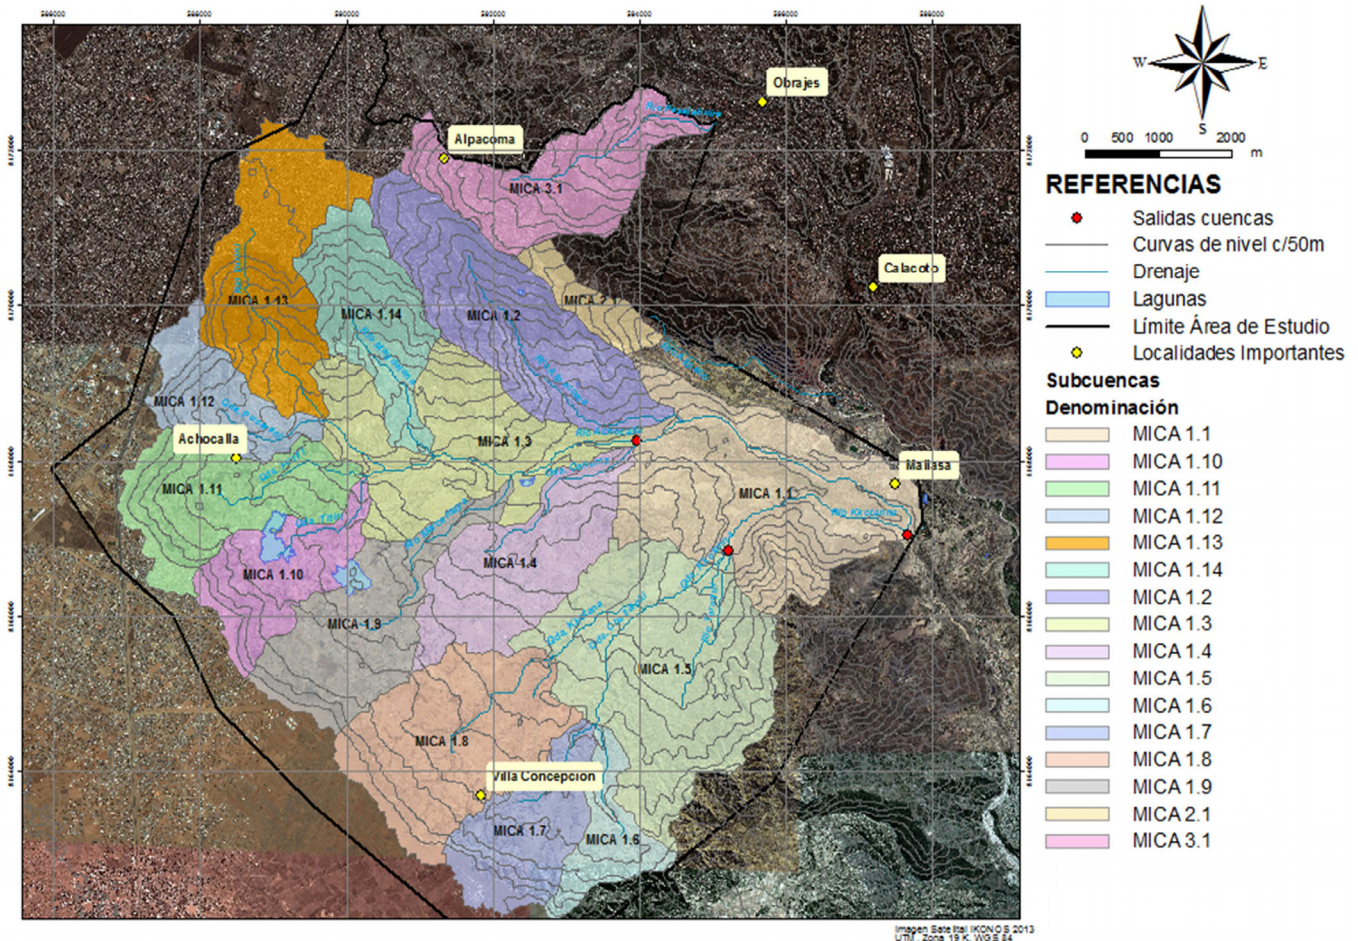 Obrajes
Alpacoma
MICA 3.1
Calacoto
MICA 1.13
MICA 1.14
MICA 1.2
MICA 2.1
MICA 1.12
Achocalla
MICA 1.3
Mallasa
MICA 1.11
MICA 1.1
MICA 1.10
MICA 1.4
MICA 1.9
MICA 1.5
MICA 1.8
Villa Concepción
MICA 1.7
MICA 1.6
W
E
S
0 500 1000 2000
m
REFERENCIAS
Salidas cuencas
Curvas de nivel c/50m
Drenaje
Lagunas
Límite Área de Estudio
Localidades Importantes
Subcuencas
Denominación
MICA 1.1
MICA 1.10
MICA 1.11
MICA 1.12
MICA 1.13
MICA 1.14
MICA 1.2
MICA 1.3
MICA 1.4
MICA 1.5
MICA 1.6
MICA 1.7
MICA 1.8
MICA 1.9
MICA 2.1
MICA 3.1
Imagen Satelital IKONOS 2013
UTM, Zona 19 K, WGS 84